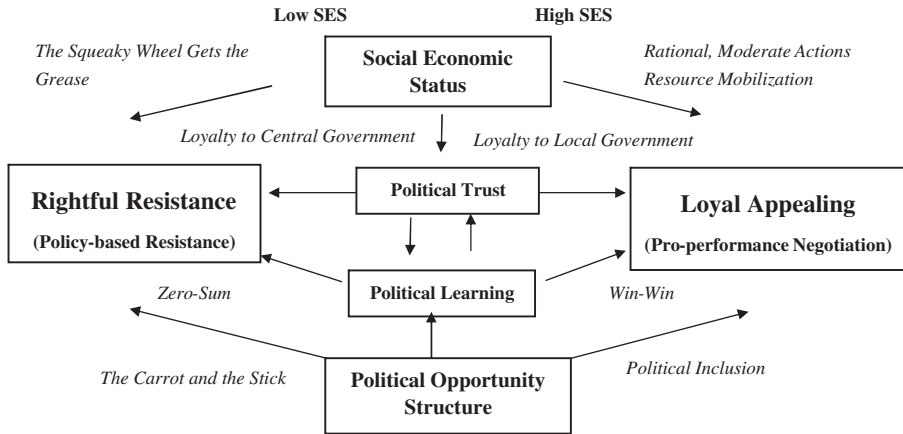 Low SES
High SES
The Squeaky Wheel Gets the
Grease
Social Economic
Status
Rational, Moderate Actions
Resource Mobilization
Loyalty to Central Government
Loyalty to Local Government
Rightful Resistance
(Policy-based Resistance)
Political Trust
Loyal Appealing
(Pro-performance Negotiation)
Political Learning
Zero-Sum
Win-Win
The Carrot and the Stick
Political Opportunity
Structure
Political Inclusion